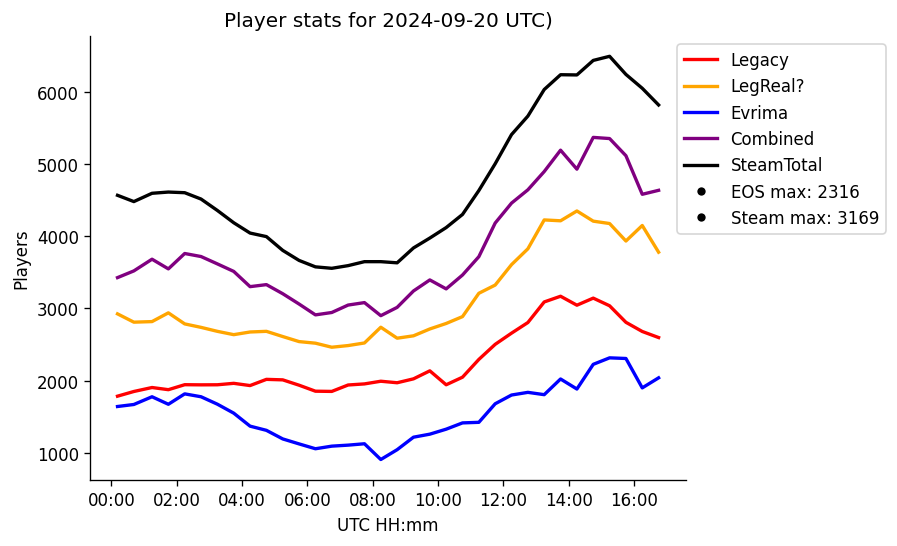 Player stats for 2024-09-20 UTC)
Players
6000
5000
4000
3000
2000
1000
00:00 02:00 04:00 06:00 08:00 10:00 12:00 14:00 16:00
UTC HH:mm
Legacy
LegReal?
Evrima
Combined
SteamTotal
EOS max: 2316
Steam max: 3169